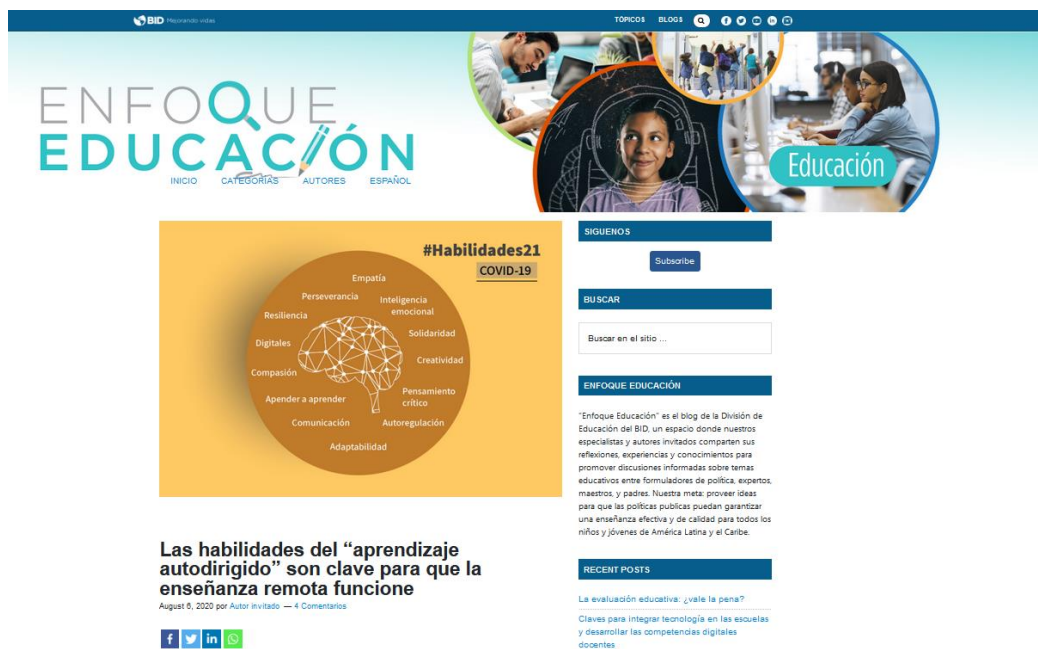 BID Mejorando vidas
TÓPICOS BLOGS
ENFOQUE
EDUCACIÓN
Educación
INICIO CATEGORÍAS AUTORES ESPAÑOL
#Habilidades21
COVID-19
Empatía
Perseverancia
Inteligencia
emocional
Resiliencia
Solidaridad
Digitales
Creatividad
Compasión
Pensamiento
crítico
Apender a aprender
Comunicación
Autoregulación
Adaptabilidad
Las habilidades del “aprendizaje
autodirigido” son clave para que la
enseñanza remota funcione
August 6, 2020 por Autor invitado — 4 Comentarios
SIGUENOS
Subscribe
BUSCAR
Buscar en el sitio ...
ENFOQUE EDUCACIÓN
"Enfoque Educación" es el blog de la División de
Educación del BID, un espacio donde nuestros
especialistas y autores invitados comparten sus
reflexiones, experiencias y conocimientos para
promover discusiones informadas sobre temas
educativos entre formuladores de política, expertos,
maestros, y padres. Nuestra meta: proveer ideas
para que las políticas publicas puedan garantizar
una enseñanza efectiva y de calidad para todos los
niños y jóvenes de América Latina y el Caribe.
RECENT POSTS
La evaluación educativa: ¿vale la pena?
Claves para integrar tecnología en las escuelas
y desarrollar las competencias digitales
docentes